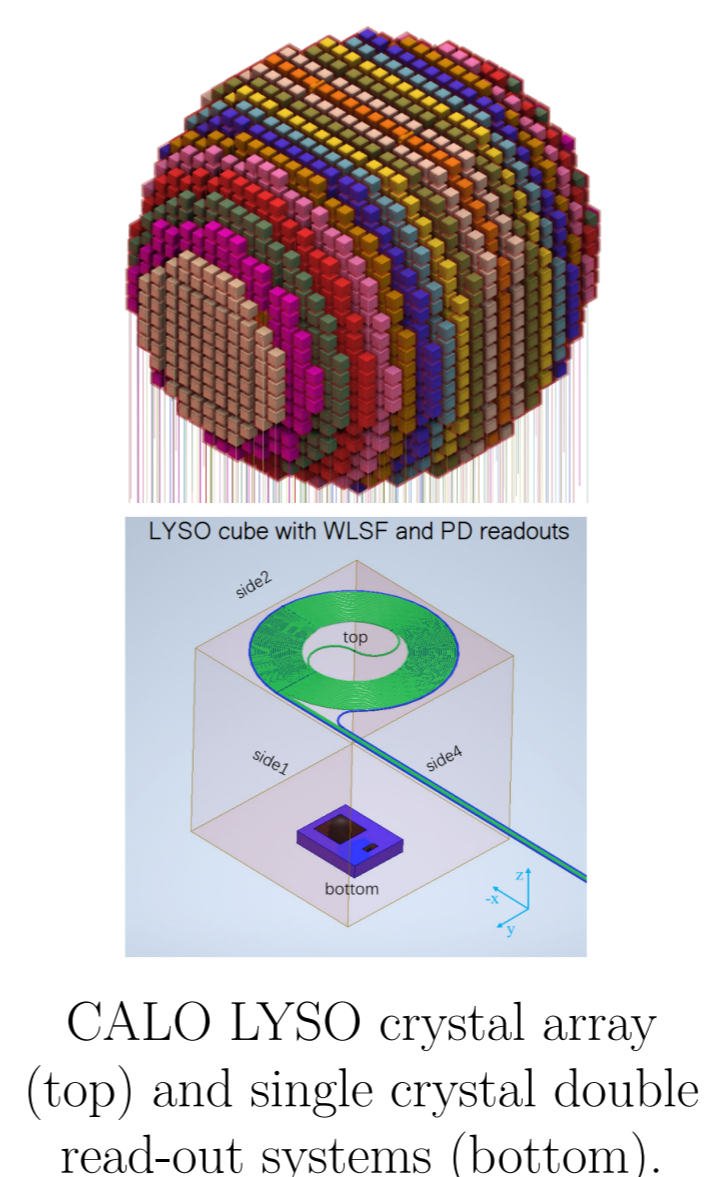 LYSO cube with WLSF and PD readouts
side2
top
side1
side4
bottom
z
-x
y
CALO LYSO crystal array
(top) and single crystal double
read-out systems (bottom).